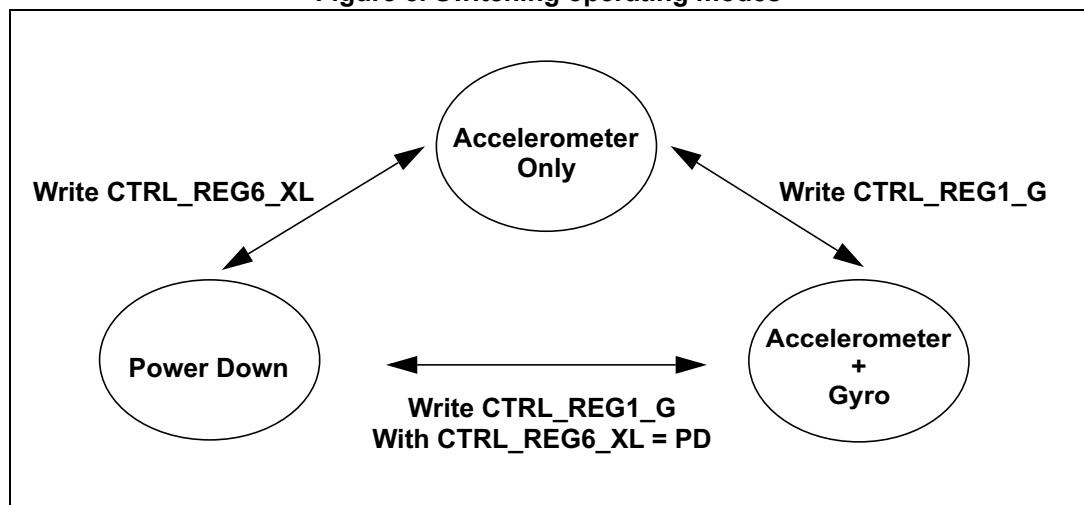 Figure 6. Switching operating modes
Accelerometer
Only
Write CTRL_REG6_XL
Write CTRL_REG1_G
Power Down
Accelerometer
+
Gyro
Write CTRL_REG1_G
With CTRL_REG6_XL = PD